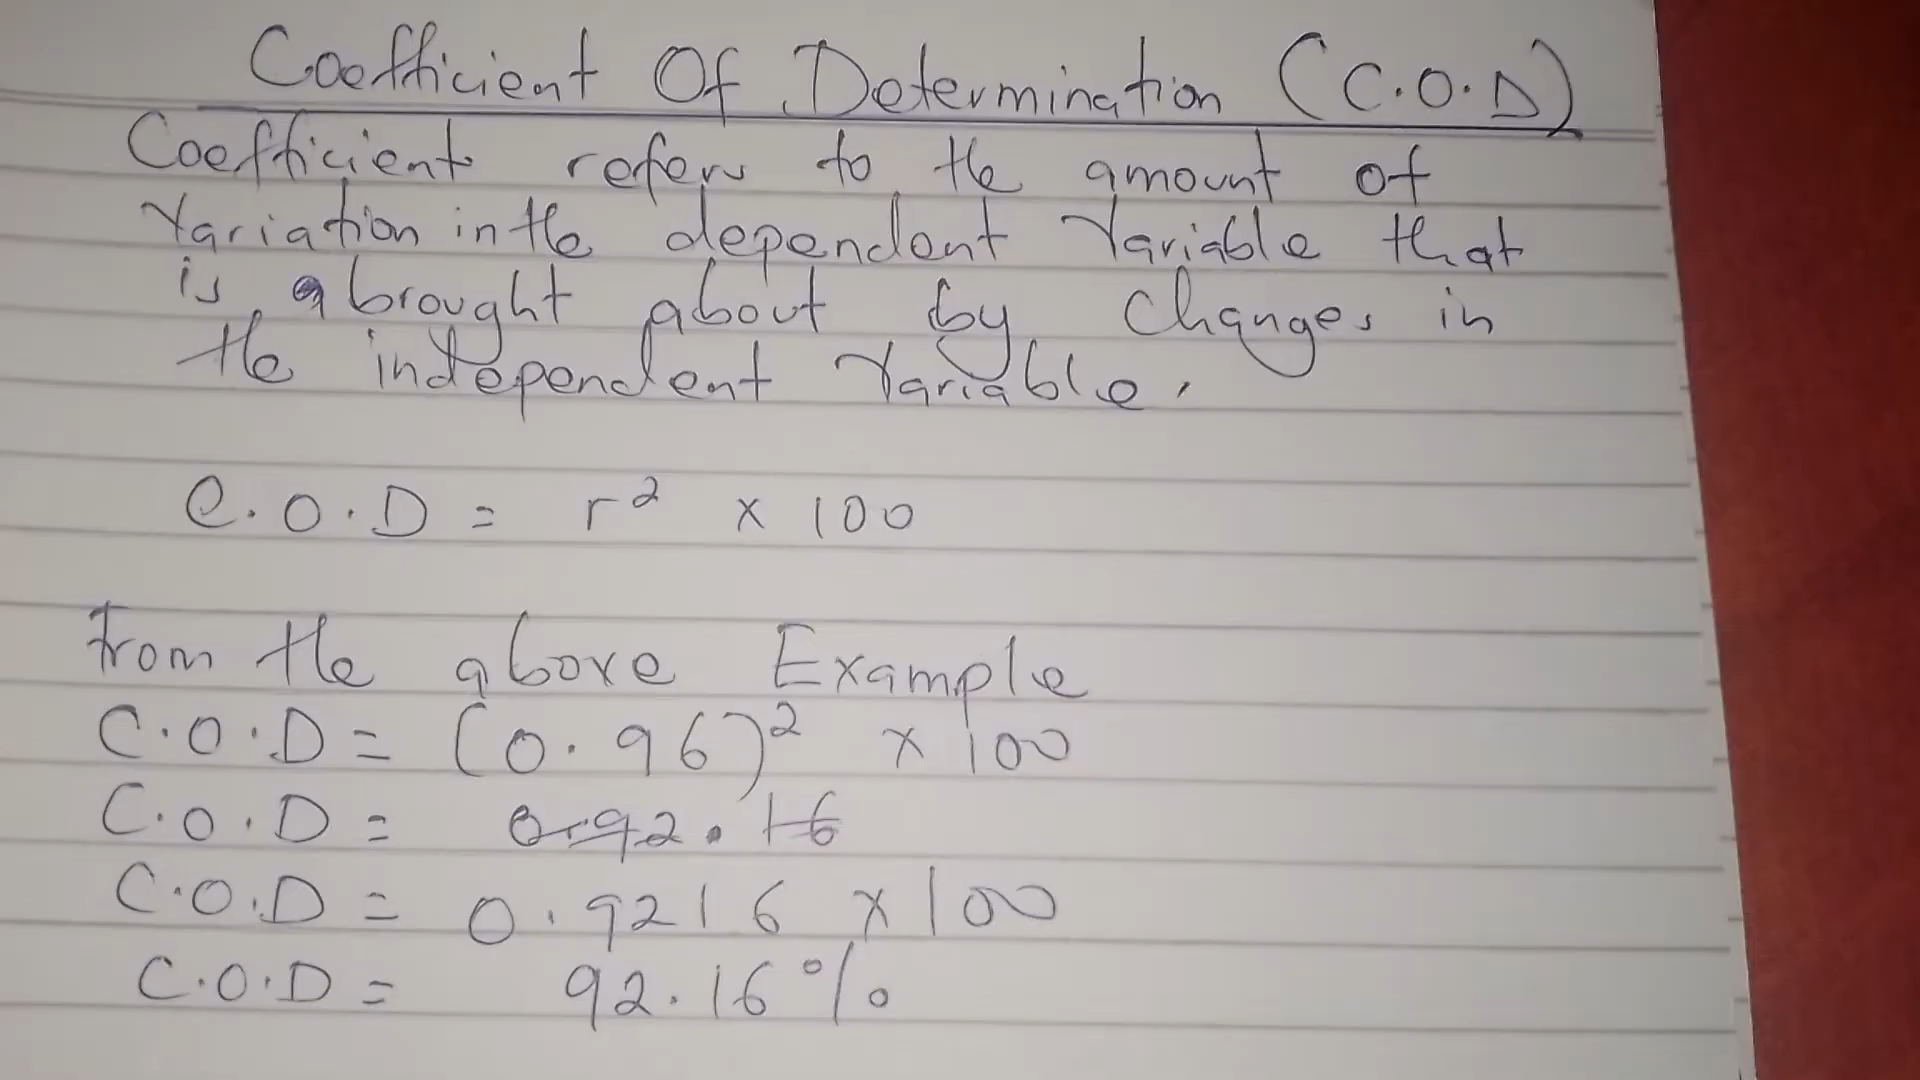 Coefficient Of Determination (C.O.D)
Coefficient refers to the amount of
Variation in the dependent Variable that
is a brought about by Changes in
the independent Variable.
C.O.D = r² × 100
From the above Example
C.O.D = (0.96)² × 100
C.O.D = 0.92.16
C.O.D = 0.9216 × 100
C.O.D = 92.16%